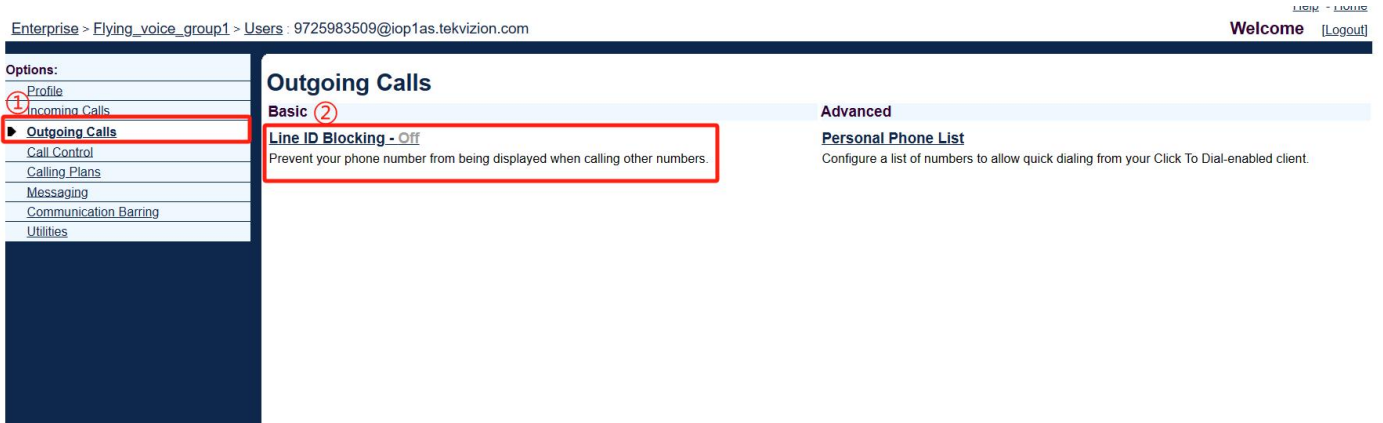 Help - Home
Enterprise > Flying_voice_group1 > Users : 9725983509@iop1as.tekvizion.com
Welcome [Logout]
Options:
Profile
①
Incoming Calls
Outgoing Calls
Call Control
Calling Plans
Messaging
Communication Barring
Utilities
Outgoing Calls
Basic ②
Line ID Blocking - Off
Prevent your phone number from being displayed when calling other numbers.
Advanced
Personal Phone List
Configure a list of numbers to allow quick dialing from your Click To Dial-enabled client.